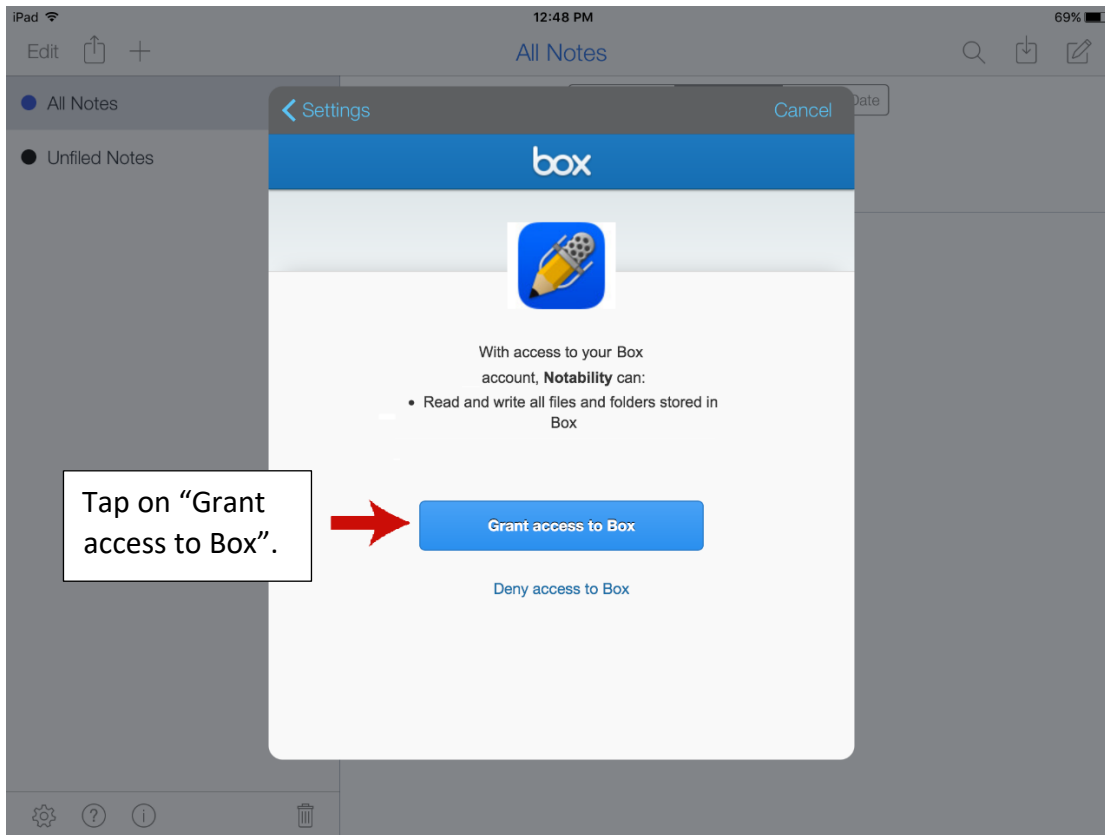 iPad 12:48 PM 69%
Edit All Notes
All Notes
Date
Settings Cancel
Unfiled Notes
box
With access to your Box
account, Notability can:
• Read and write all files and folders stored in
Box
Tap on “Grant
access to Box”.
Grant access to Box
Deny access to Box